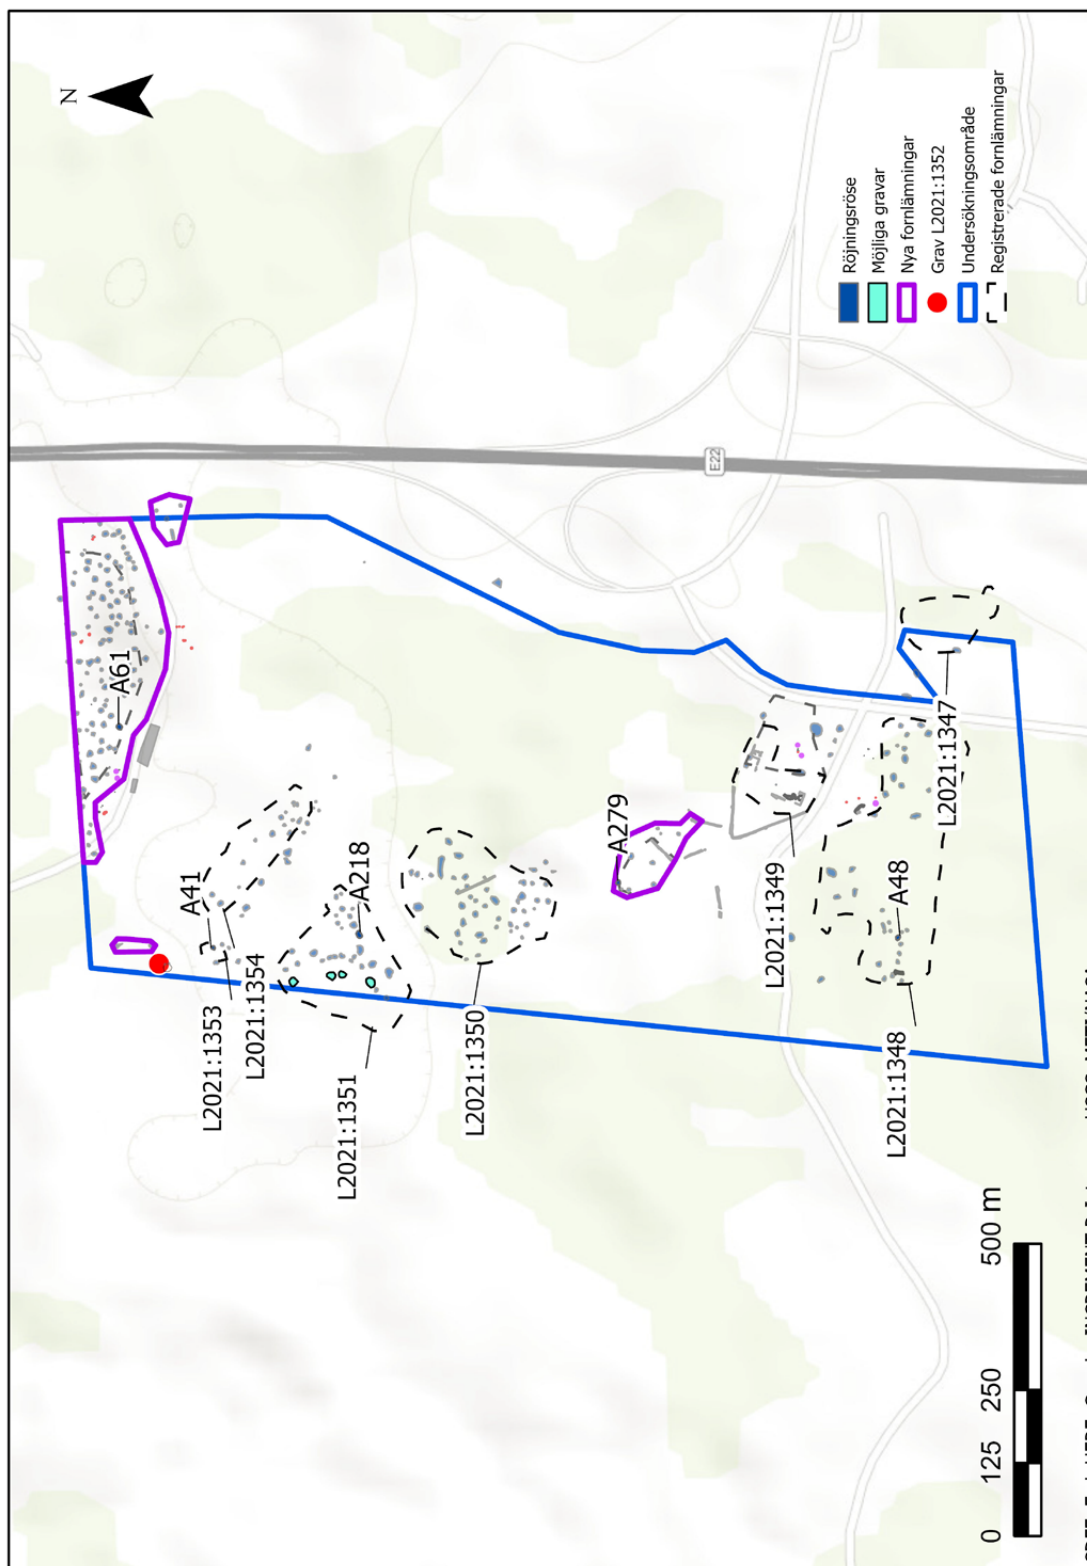 N
Röjningsröse
Möjliga gravar
Nya fornlämningar
Grav L2021:1352
Undersökningsområde
Registrerade fornlämningar
E22
A61
A41
L2021:1353
L2021:1354
A218
L2021:1351
L2021:1350
A279
L2021:1349
L2021:1347
A48
L2021:1348
0 125 250 500 m